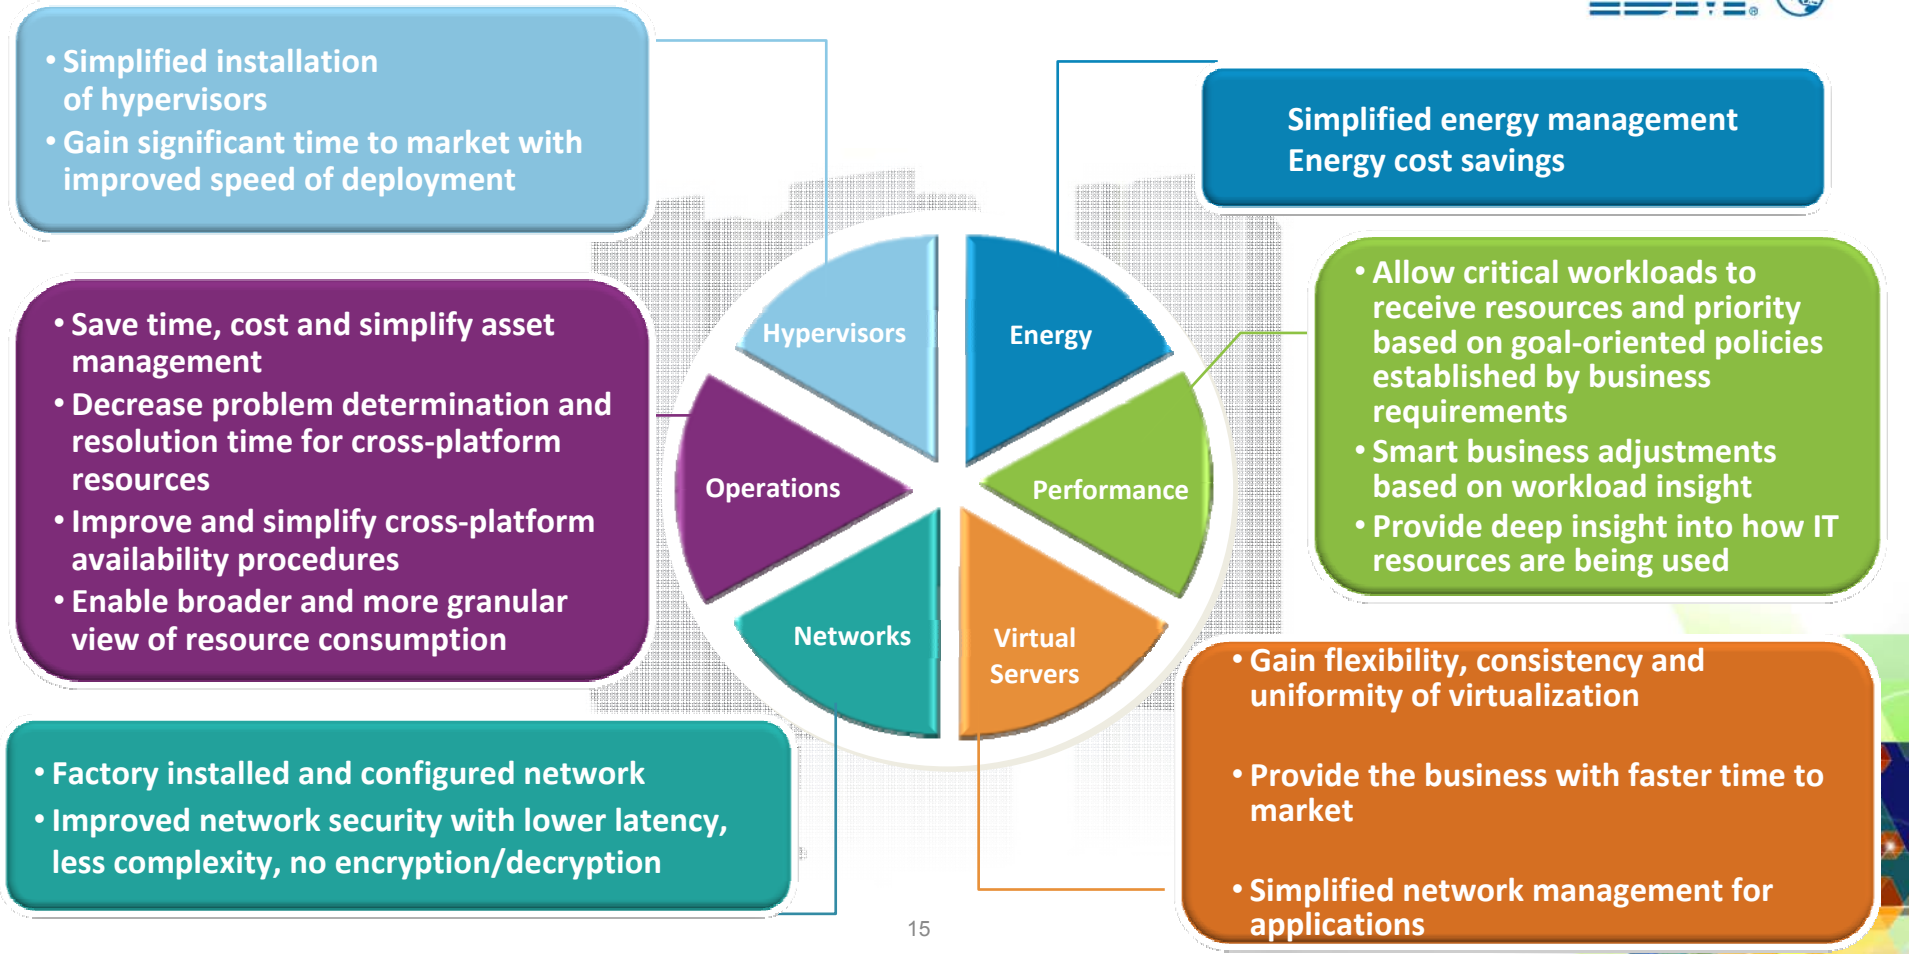 • Simplified installation
of hypervisors
• Gain significant time to market with
improved speed of deployment
Simplified energy management
Energy cost savings
• Save time, cost and simplify asset
management
• Decrease problem determination and
resolution time for cross-platform
resources
• Improve and simplify cross-platform
availability procedures
• Enable broader and more granular
view of resource consumption
Hypervisors
Energy
Operations
Performance
Networks
Virtual
Servers
• Allow critical workloads to
receive resources and priority
based on goal-oriented policies
established by business
requirements
• Smart business adjustments
based on workload insight
• Provide deep insight into how IT
resources are being used
• Factory installed and configured network
• Improved network security with lower latency,
less complexity, no encryption/decryption
• Gain flexibility, consistency and
uniformity of virtualization
• Provide the business with faster time to
market
• Simplified network management for
applications
15